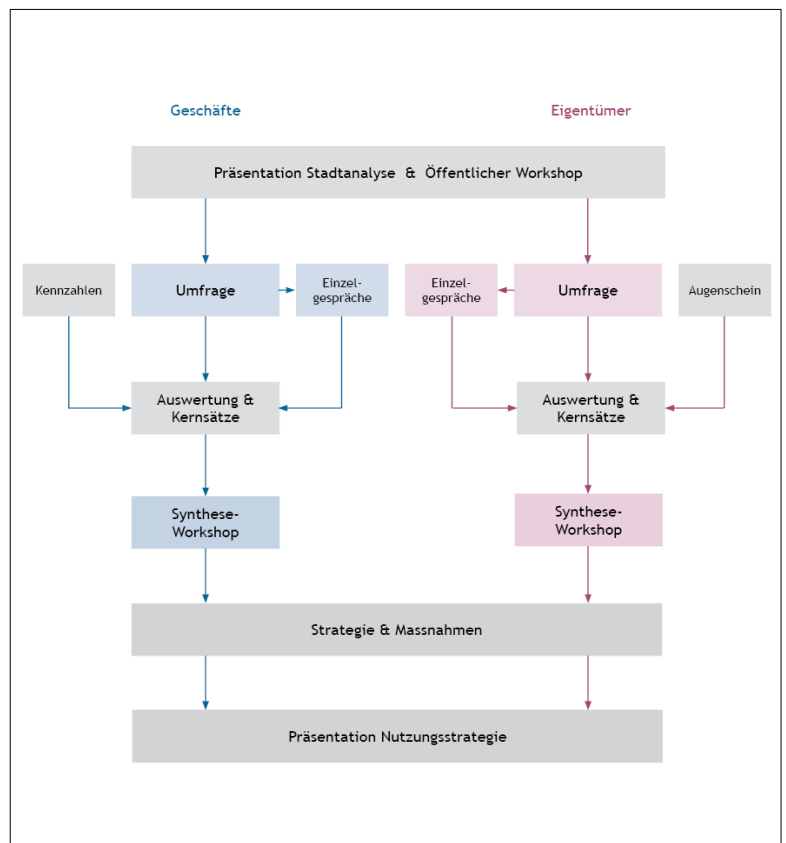 Geschäfte
Eigentümer
Präsentation Stadtanalyse & Öffentlicher Workshop
Kennzahlen
Umfrage
Einzel-
gespräche
Einzel-
gespräche
Umfrage
Augenschein
Auswertung &
Kernsätze
Auswertung &
Kernsätze
Synthese-
Workshop
Synthese-
Workshop
Strategie & Massnahmen
Präsentation Nutzungsstrategie